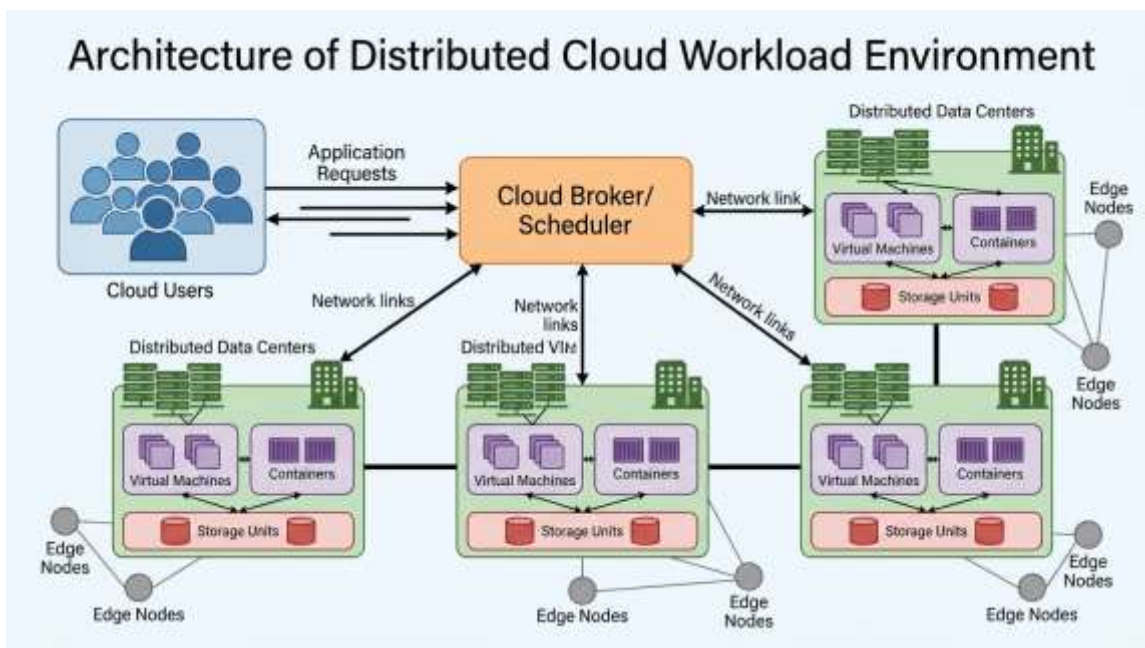 Architecture of Distributed Cloud Workload Environment
Distributed Data Centers
Application
Requests
Cloud Broker/
Scheduler
Network link
Edge
Nodes
Virtual Machines
Containers
Storage Units
Cloud Users
Network links
Network
links
Network links
Edge
Nodes
Distributed Data Centers
Distributed VIM
Virtual Machines
Containers
Storage Units
Virtual Machines
Containers
Storage Units
Virtual Machines
Containers
Storage Units
Edge
Nodes
Edge Nodes
Edge Nodes
Edge
Nodes
Edge
Nodes
Edge Nodes